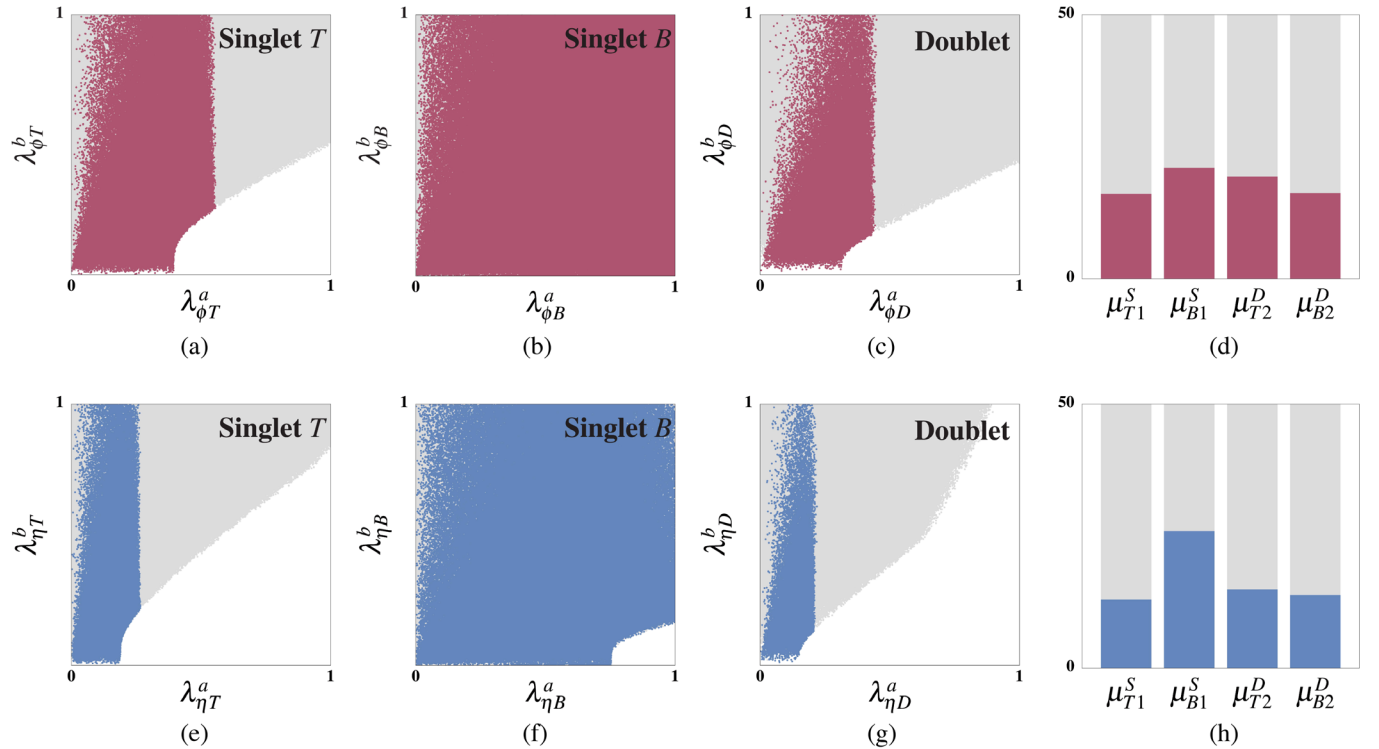 1
Singlet T
λ^b_{ϕT}
0
1
λ^a_{ϕT}
(a)
1
Singlet B
λ^b_{ϕB}
0
1
λ^a_{ϕB}
(b)
1
Doublet
λ^b_{ϕD}
0
1
λ^a_{ϕD}
(c)
50
0
μ^S_{T1} μ^S_{B1} μ^D_{T2} μ^D_{B2}
(d)
1
Singlet T
λ^b_{ηT}
0
1
λ^a_{ηT}
(e)
1
Singlet B
λ^b_{ηB}
0
1
λ^a_{ηB}
(f)
1
Doublet
λ^b_{ηD}
0
1
λ^a_{ηD}
(g)
50
0
μ^S_{T1} μ^S_{B1} μ^D_{T2} μ^D_{B2}
(h)